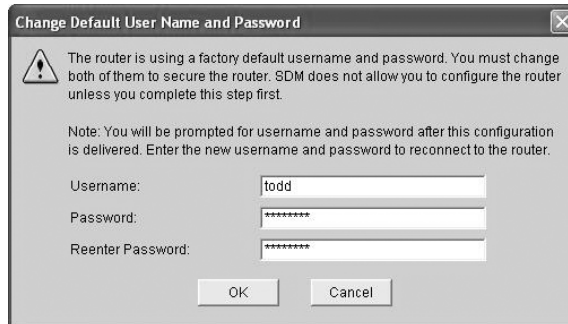 Change Default User Name and Password
The router is using a factory default username and password. You must change
both of them to secure the router. SDM does not allow you to configure the router
unless you complete this step first.
Note: You will be prompted for username and password after this configuration
is delivered. Enter the new username and password to reconnect to the router.
Username: todd
Password: ********
Reenter Password: ********
OK Cancel